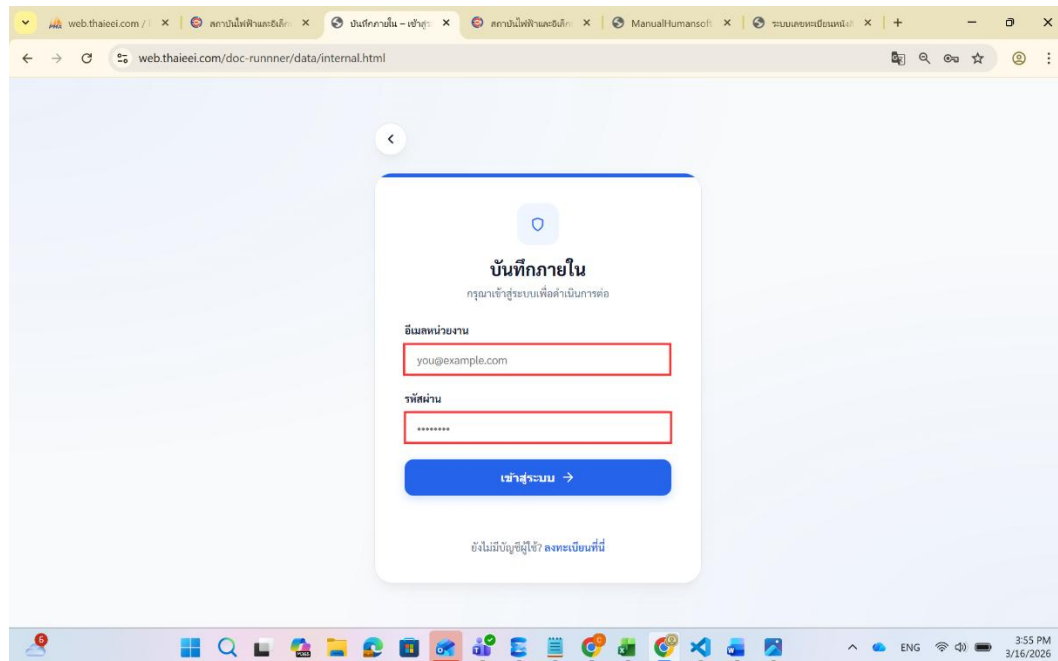 web.thaieei.com /
สถาบันไฟฟ้าและอิเล็ก
บันทึกภายใน – เข้าสู่
สถาบันไฟฟ้าและอิเล็ก
ManualHumansoft
ระบบเลขทะเบียนหนัง
web.thaieei.com/doc-runnner/data/internal.html
บันทึกภายใน
กรุณาเข้าสู่ระบบเพื่อดำเนินการต่อ
อีเมลหน่วยงาน
you@example.com
รหัสผ่าน
••••••••
เข้าสู่ระบบ →
ยังไม่มีบัญชีผู้ใช้? ลงทะเบียนที่นี่
6
ENG
3:55 PM
3/16/2026